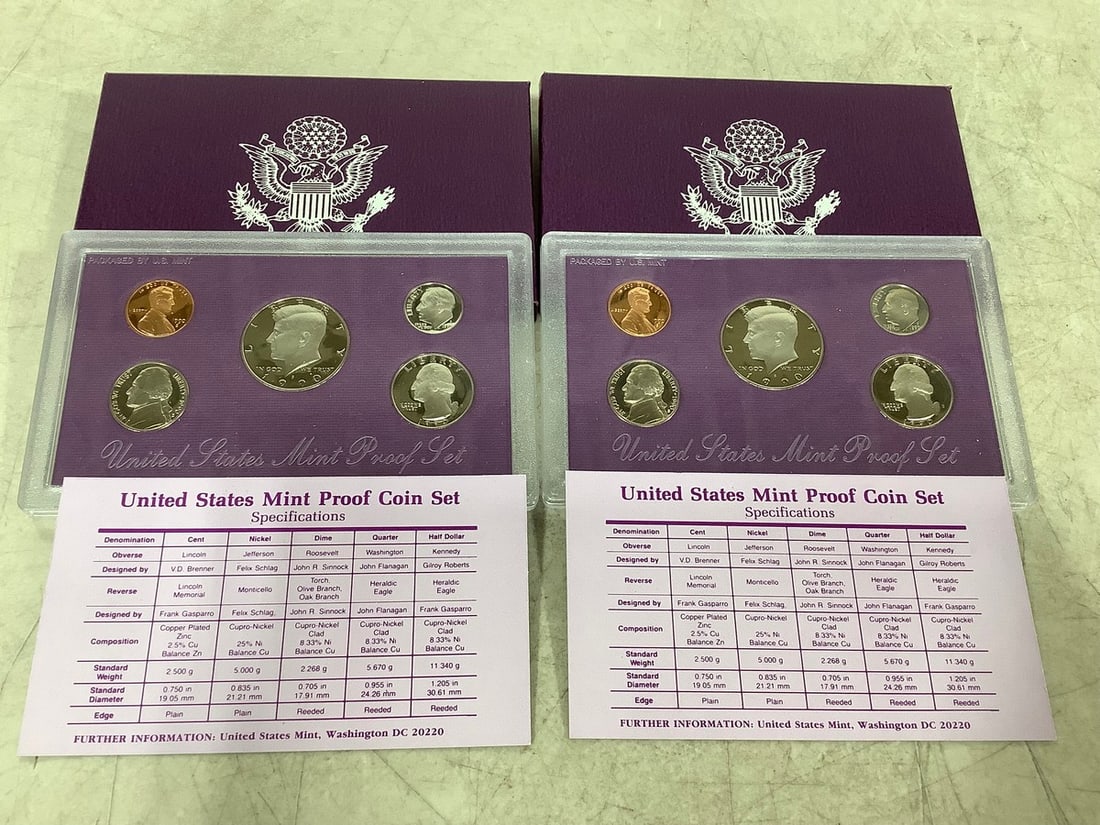 PACKAGED BY U.S. MINT
LIBERTY
IN GOD WE TRUST
1990
LIBERTY
United States Mint Proof Set
United States Mint Proof Coin Set
Specifications
Denomination Cent Nickel Dime Quarter Half Dollar
Obverse Lincoln Jefferson Roosevelt Washington Kennedy
Designed by V.D. Brenner Felix Schlag John R. Sinnock John Flanagan Gilroy Roberts
Reverse Lincoln Memorial Monticello Torch, Olive Branch, Oak Branch Heraldic Eagle Heraldic Eagle
Designed by Frank Gasparro Felix Schlag, John R. Sinnock John Flanagan Frank Gasparro
Composition Copper Plated Zinc 2.5% Cu Balance Zn Cupro-Nickel 25% Ni Balance Cu Cupro-Nickel Clad 8.33% Ni Balance Cu Cupro-Nickel Clad 8.33% Ni Balance Cu Cupro-Nickel Clad 8.33% Ni Balance Cu
Standard Weight 2.500 g 5.000 g 2.268 g 5.670 g 11.340 g
Standard Diameter 0.750 in 19.05 mm 0.835 in 21.21 mm 0.705 in 17.91 mm 0.955 in 24.26 mm 1.205 in 30.61 mm
Edge Plain Plain Reeded Reeded Reeded
FURTHER INFORMATION: United States Mint, Washington DC 20220
PACKAGED BY U.S. MINT
LIBERTY
IN GOD WE TRUST
1990
LIBERTY
United States Mint Proof Set
United States Mint Proof Coin Set
Specifications
Denomination Cent Nickel Dime Quarter Half Dollar
Obverse Lincoln Jefferson Roosevelt Washington Kennedy
Designed by V.D. Brenner Felix Schlag John R. Sinnock John Flanagan Gilroy Roberts
Reverse Lincoln Memorial Monticello Torch, Olive Branch, Oak Branch Heraldic Eagle Heraldic Eagle
Designed by Frank Gasparro Felix Schlag, John R. Sinnock John Flanagan Frank Gasparro
Composition Copper Plated Zinc 2.5% Cu Balance Zn Cupro-Nickel 25% Ni Balance Cu Cupro-Nickel Clad 8.33% Ni Balance Cu Cupro-Nickel Clad 8.33% Ni Balance Cu Cupro-Nickel Clad 8.33% Ni Balance Cu
Standard Weight 2.500 g 5.000 g 2.268 g 5.670 g 11.340 g
Standard Diameter 0.750 in 19.05 mm 0.835 in 21.21 mm 0.705 in 17.91 mm 0.955 in 24.26 mm 1.205 in 30.61 mm
Edge Plain Plain Reeded Reeded Reeded
FURTHER INFORMATION: United States Mint, Washington DC 20220